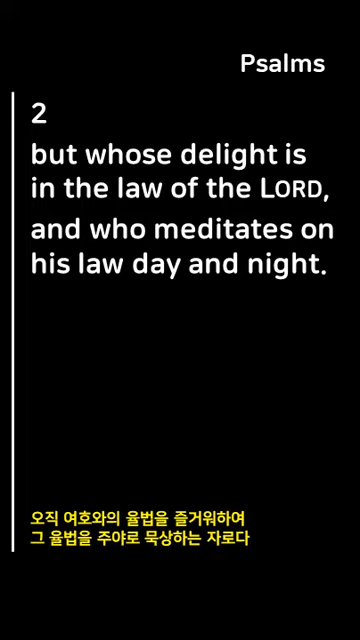 Psalms
2
but whose delight is
in the law of the LORD,
and who meditates on
his law day and night.
오직 여호와의 율법을 즐거워하여
그 율법을 주야로 묵상하는 자로다